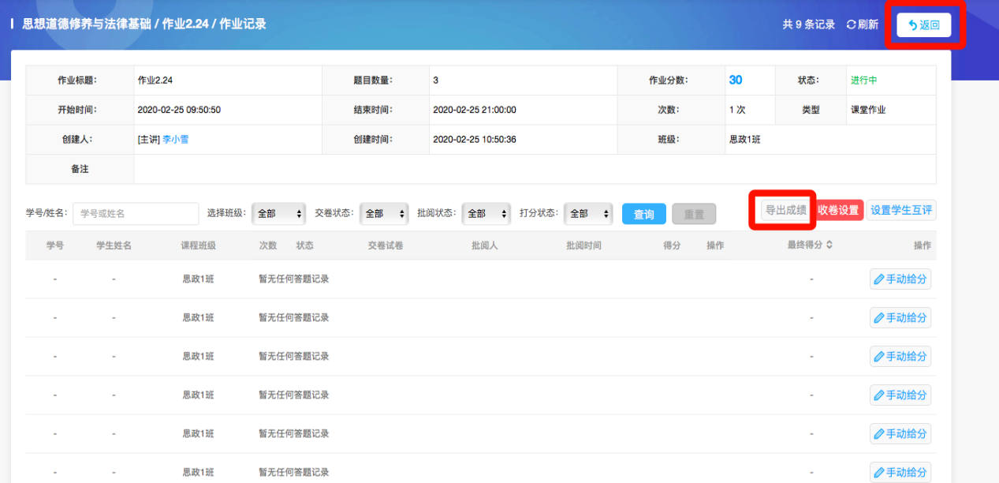 思想道德修养与法律基础 / 作业2.24 / 作业记录 共 9 条记录 刷新 返回
作业标题： 作业2.24 题目数量： 3 作业分数： 30 状态： 进行中
开始时间： 2020-02-25 09:50:50 结束时间： 2020-02-25 21:00:00 次数： 1 次 类型 课堂作业
创建人： [主讲] 李小雪 创建时间： 2020-02-25 10:50:36 班级： 思政1班
备注
学号/姓名： 学号或姓名 选择班级： 全部 交卷状态： 全部 批阅状态： 全部 打分状态： 全部 查询 重置 导出成绩 收卷设置 设置学生互评
学号 学生姓名 课程班级 次数 状态 交卷试卷 批阅人 批阅时间 得分 操作 最终得分 操作
- - 思政1班 暂无任何答题记录 - 手动给分
- - 思政1班 暂无任何答题记录 - 手动给分
- - 思政1班 暂无任何答题记录 - 手动给分
- - 思政1班 暂无任何答题记录 - 手动给分
- - 思政1班 暂无任何答题记录 - 手动给分
- - 思政1班 暂无任何答题记录 - 手动给分